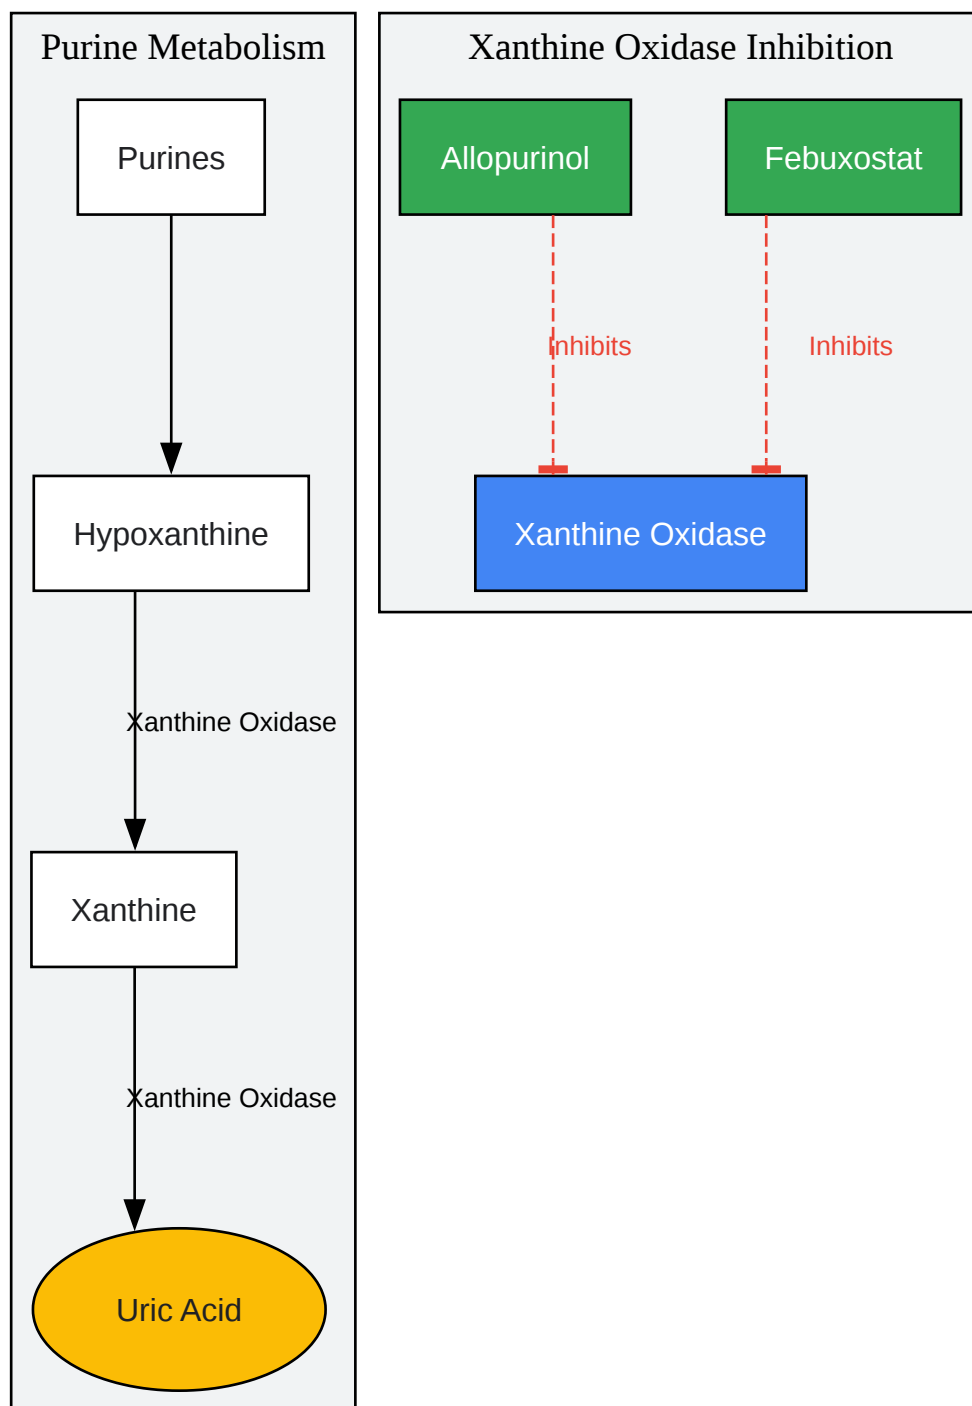 Purine Metabolism
Purines
Hypoxanthine
Xanthine Oxidase
Xanthine
Xanthine Oxidase
Uric Acid
Xanthine Oxidase Inhibition
Allopurinol
Febuxostat
Inhibits
Inhibits
Xanthine Oxidase